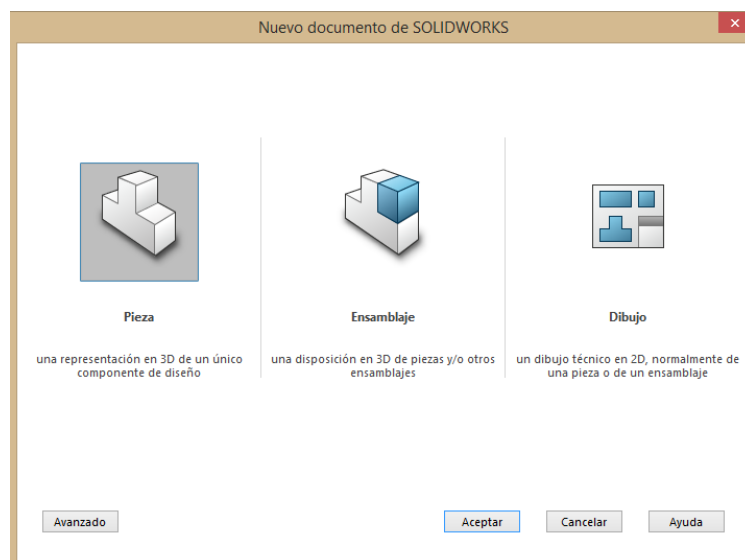 Nuevo documento de SOLIDWORKS
Pieza
una representación en 3D de un único
componente de diseño
Ensamblaje
una disposición en 3D de piezas y/o otros
ensamblajes
Dibujo
un dibujo técnico en 2D, normalmente de
una pieza o de un ensamblaje
Avanzado
Aceptar
Cancelar
Ayuda